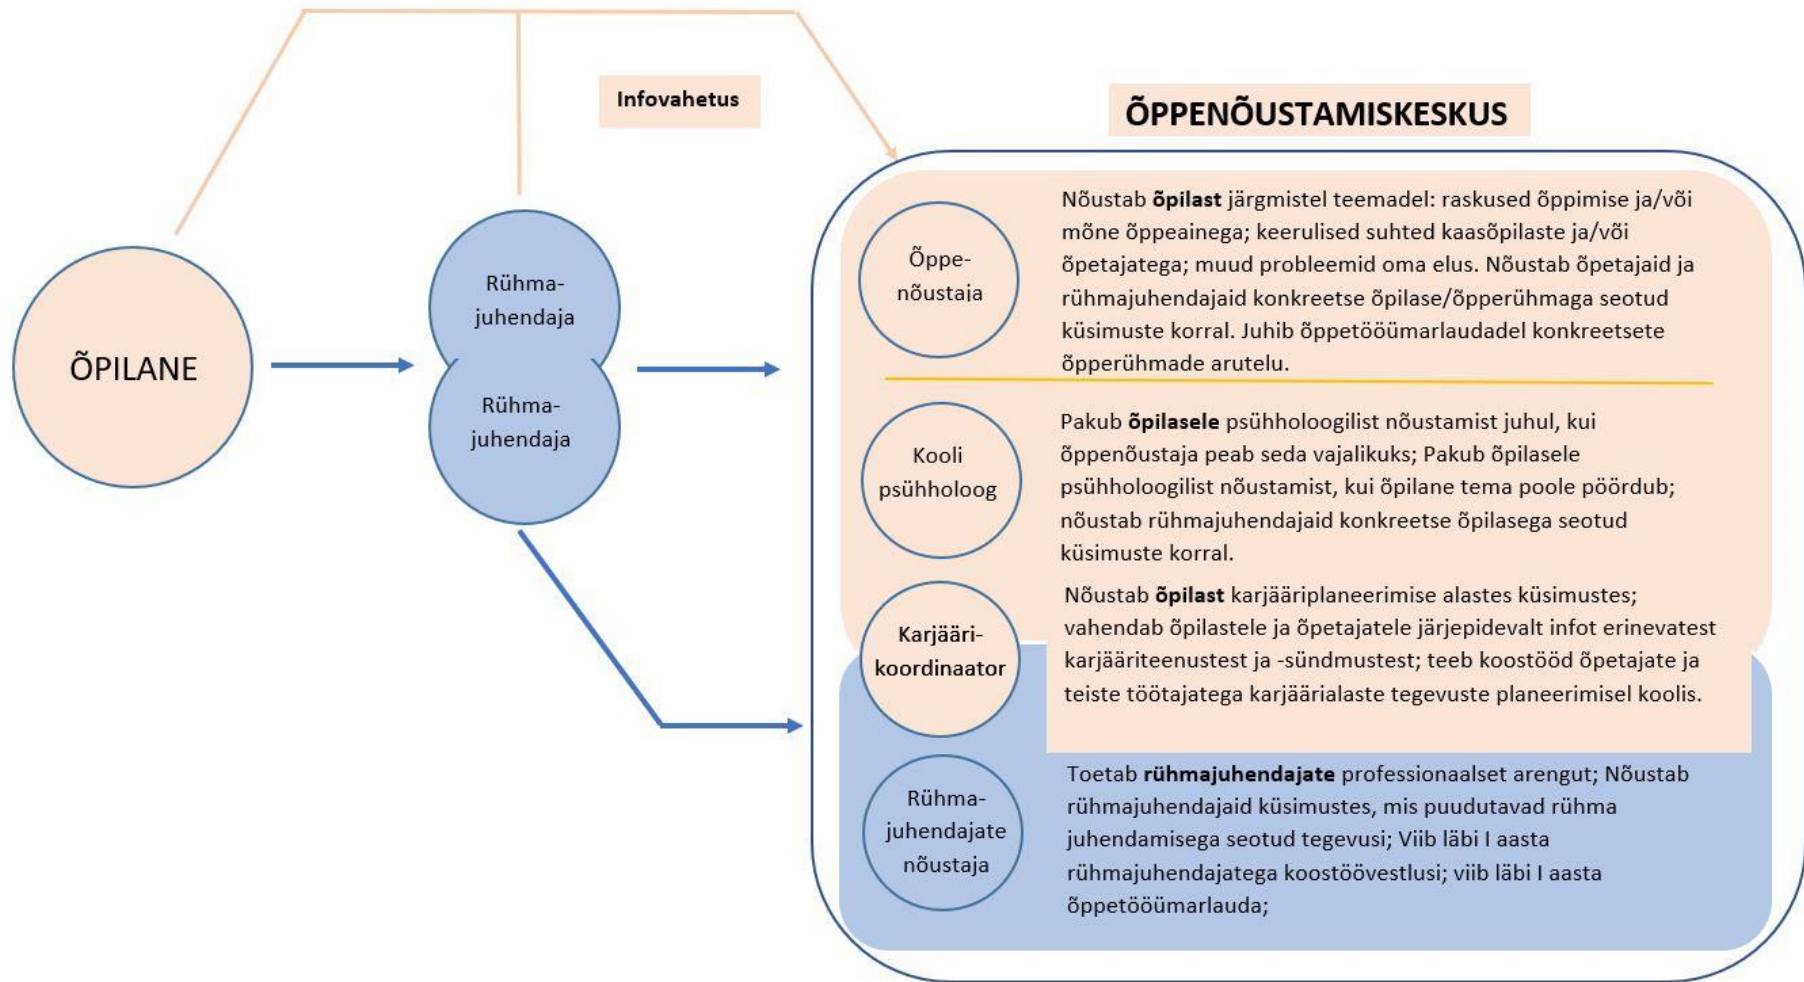 Infovahetus
ÕPPENÕUSTAMISKESKUS
ÕPILANE
Rühma-
juhendaja
Rühma-
juhendaja
Õppe-
nõustaja
Nõustab õpilast järgmistel teemadel: raskused õppimise ja/või
mõne õppeainega; keerulised suhted kaasõpilaste ja/või
õpetajatega; muud probleemid oma elus. Nõustab õpetajaid ja
rühmajuhendajaid konkreetse õpilase/õpperühmaga seotud
küsimuste korral. Juhib õppetööümarlaudadel konkreetsete
õpperühmade arutelu.
Kooli
psühholoog
Pakub õpilasele psühholoogilist nõustamist juhul, kui
õppenõustaja peab seda vajalikuks; Pakub õpilasele
psühholoogilist nõustamist, kui õpilane tema poole pöördub;
nõustab rühmajuhendajaid konkreetse õpilasega seotud
küsimuste korral.
Karjääri-
koordinaator
Nõustab õpilast karjääriplaneerimise alastes küsimustes;
vahendab õpilastele ja õpetajatele järjepidevalt infot erinevatest
karjääriteenustest ja -sündmustest; teeb koostööd õpetajate ja
teiste töötajatega karjäärialaste tegevuste planeerimisel koolis.
Rühma-
juhendajate
nõustaja
Toetab rühmajuhendajate professionaalset arengut; Nõustab
rühmajuhendajaid küsimustes, mis puudutavad rühma
juhendamisega seotud tegevusi; Viib läbi I aasta
rühmajuhendajatega koostöövestlusi; viib läbi I aasta
õppetööümarlauda;